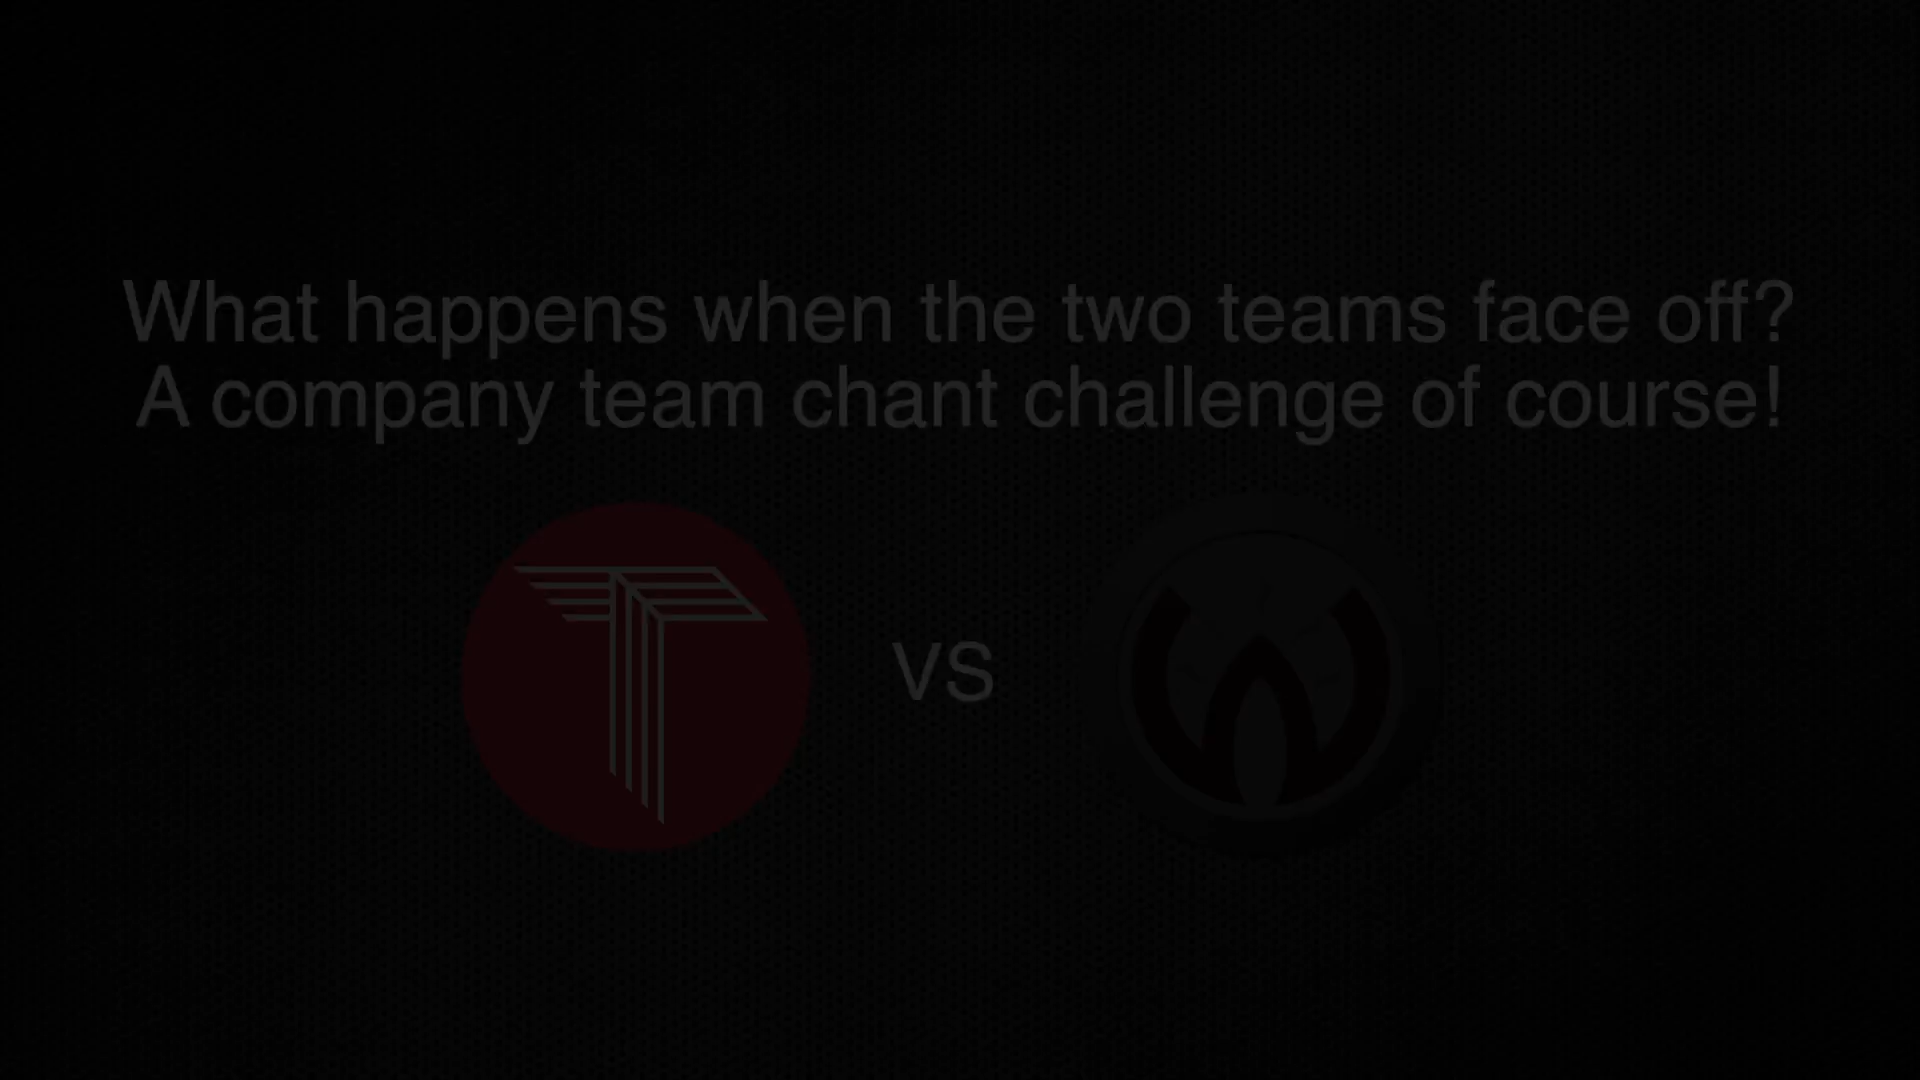 What happens when the two teams face off?
A company team chant challenge of course!
T vs W